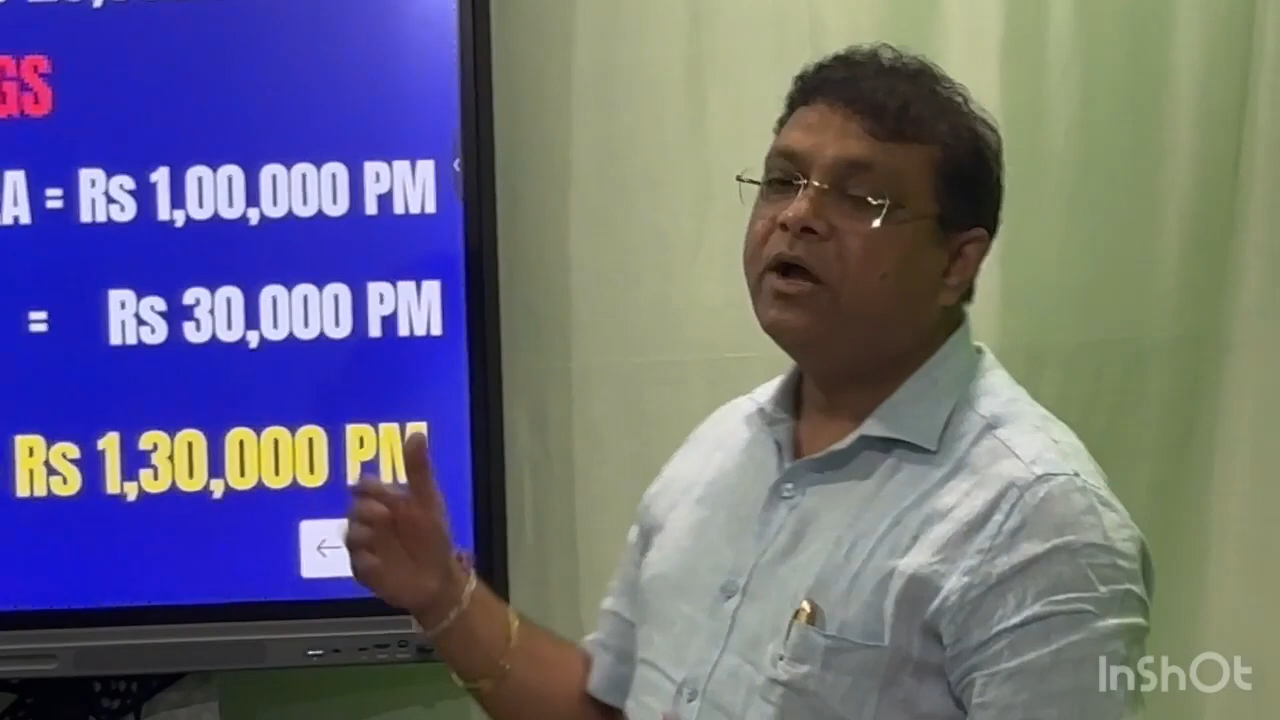 GS
A = Rs 1,00,000 PM
= Rs 30,000 PM
Rs 1,30,000 PM
InShOt